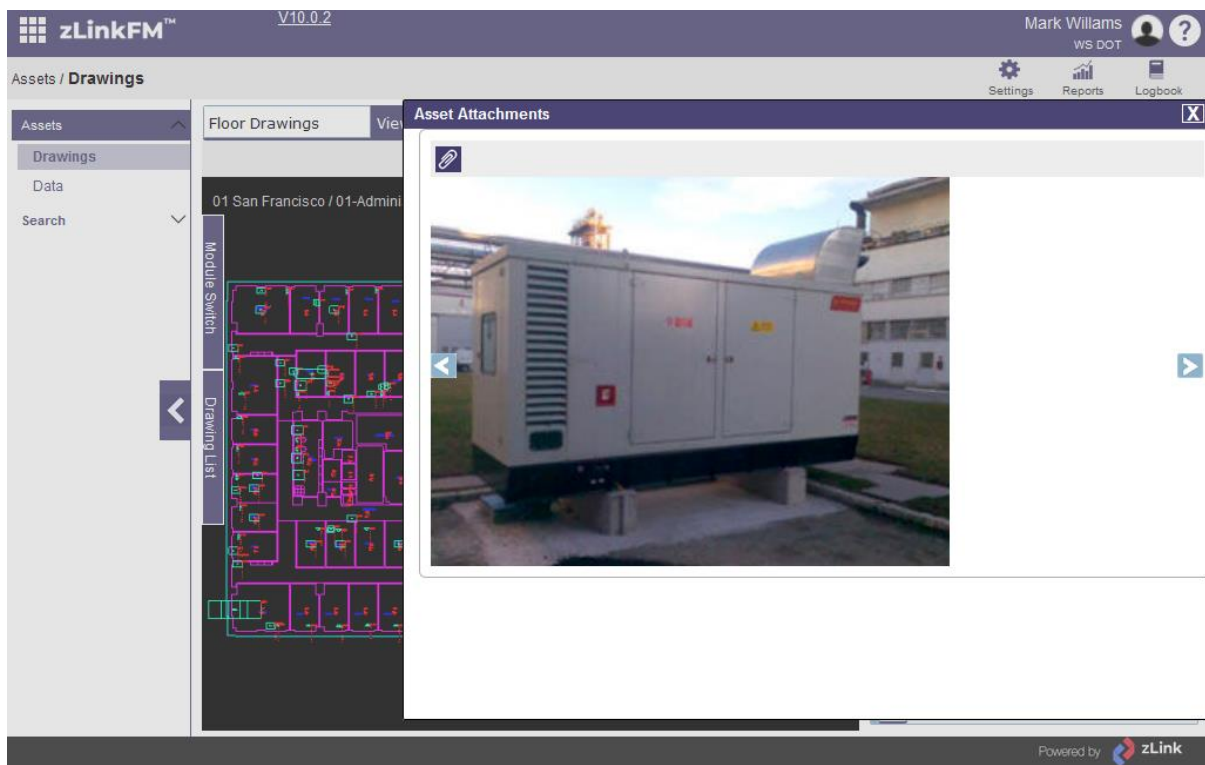 zLinkFM™
V10.0.2
Mark Willams
WS DOT
?
Assets / Drawings
Settings
Reports
Logbook
Assets
Drawings
Data
Search
Floor Drawings
Asset Attachments
X
01 San Francisco / 01-Admini
Module Switch
Drawing List
Powered by zLink